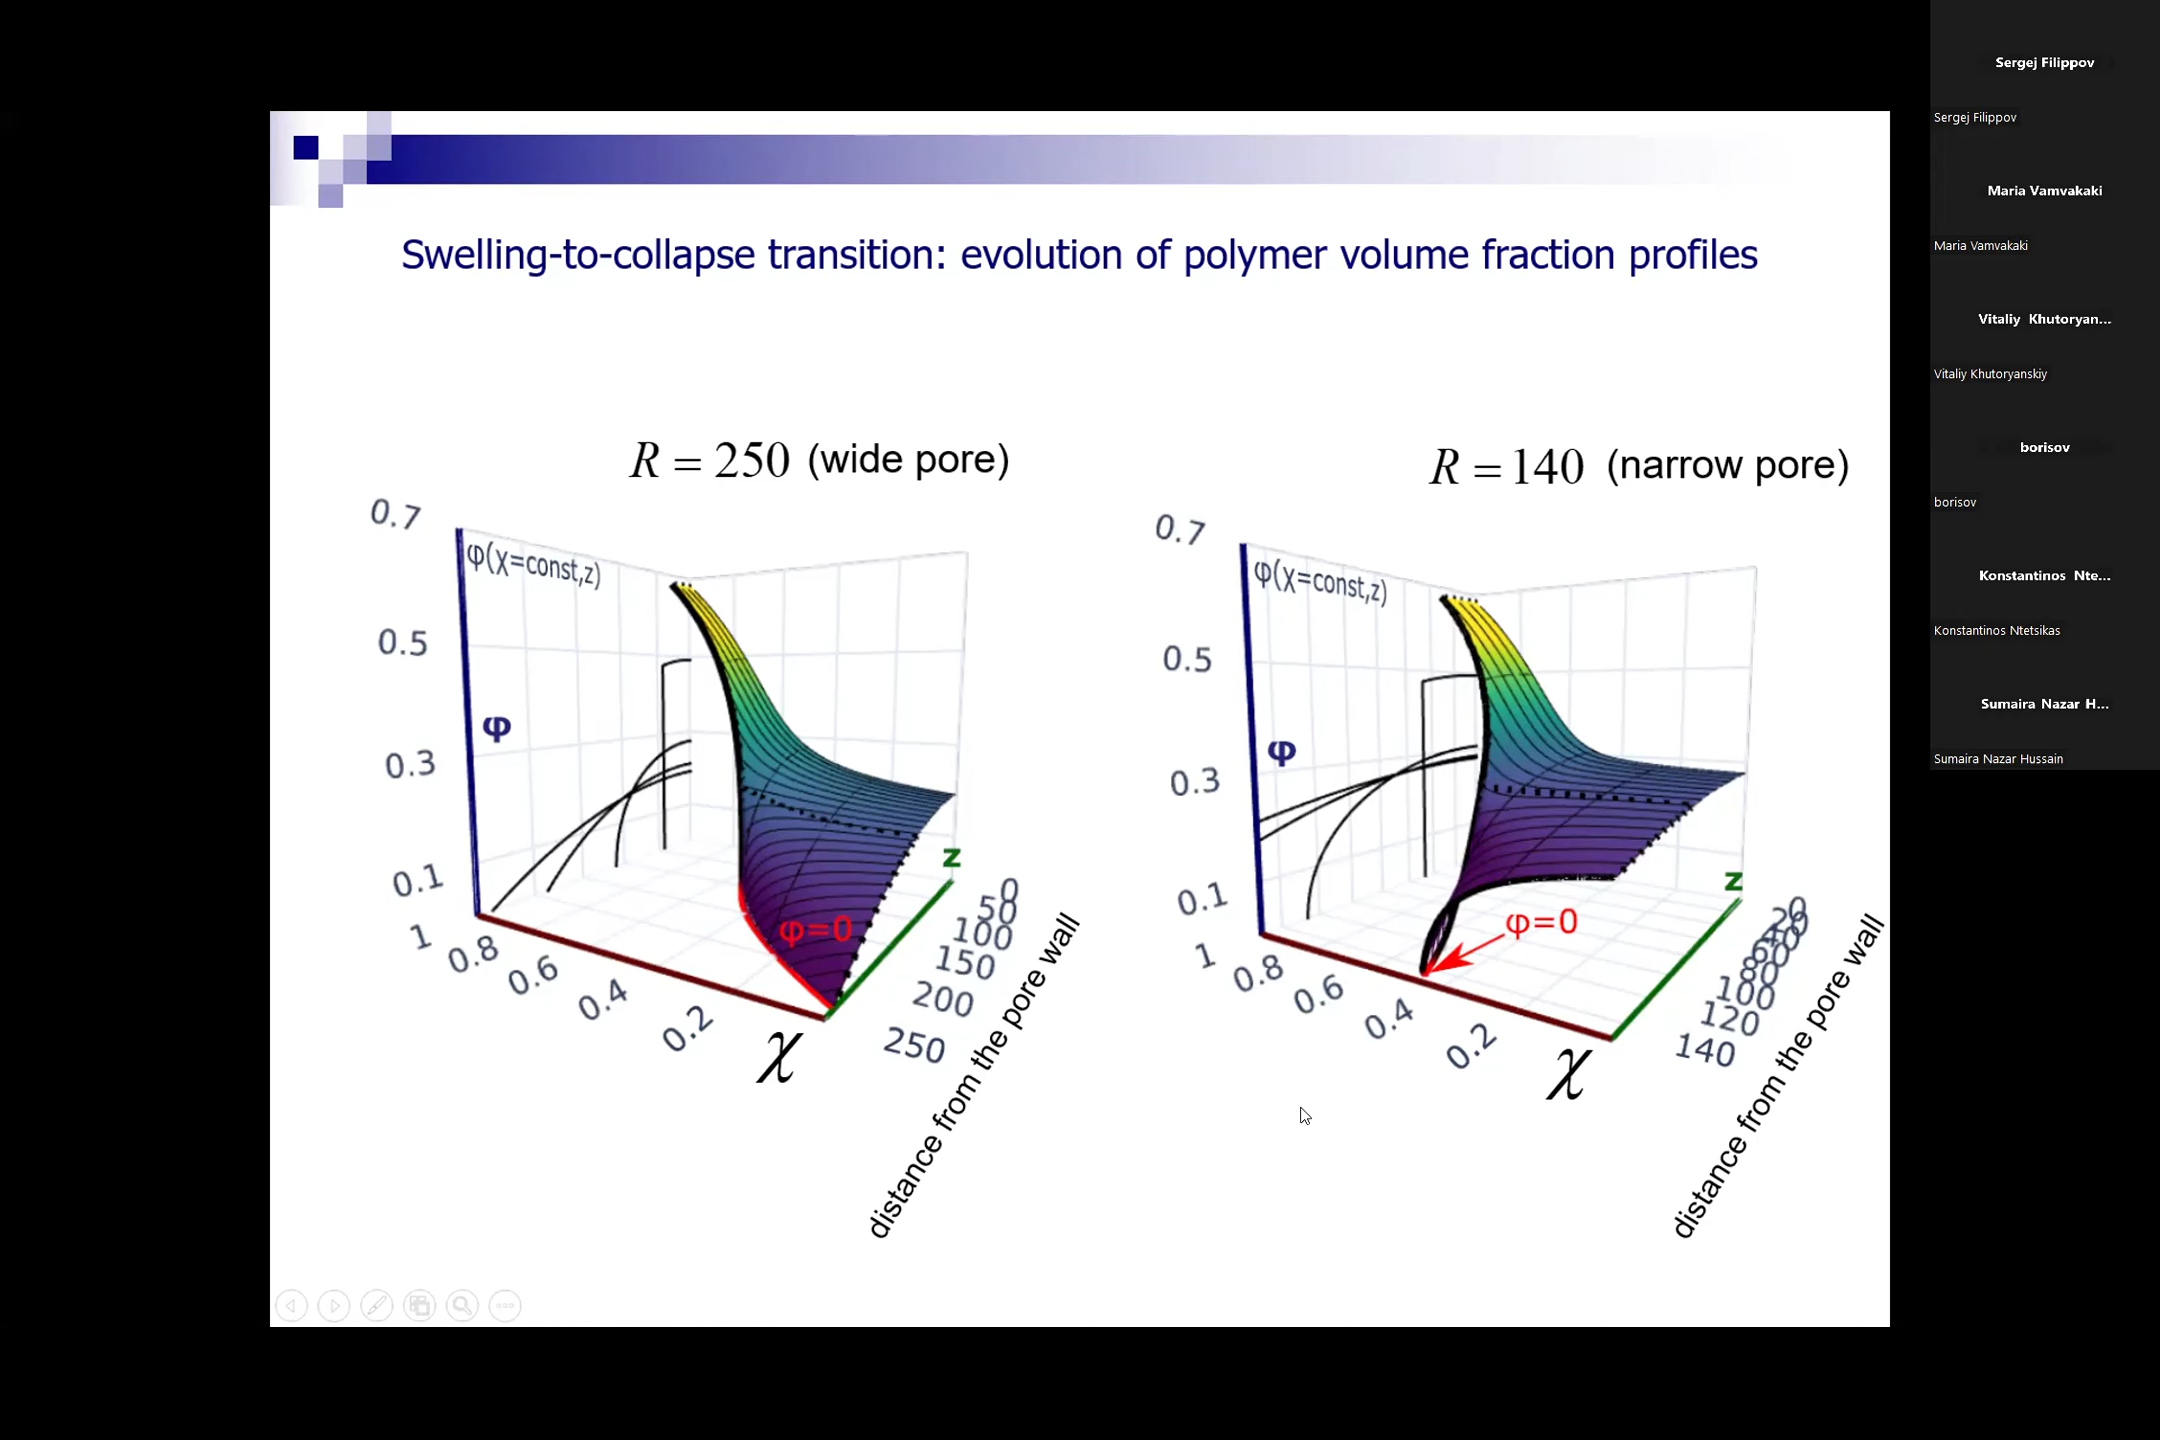 Swelling-to-collapse transition: evolution of polymer volume fraction profiles
R = 250 (wide pore)
0.7
φ(χ=const,z)
0.5
φ
0.3
0.1
1
0.8
0.6
0.4
0.2
χ
φ=0
z
0
50
100
150
200
250
distance from the pore wall
R = 140 (narrow pore)
0.7
φ(χ=const,z)
0.5
φ
0.3
0.1
1
0.8
0.6
0.4
0.2
χ
φ=0
z
80
100
120
140
distance from the pore wall
Sergej Filippov
Sergej Filippov
Maria Vamvakaki
Maria Vamvakaki
Vitaliy Khutoryan...
Vitaliy Khutoryanskiy
borisov
borisov
Konstantinos Nte...
Konstantinos Ntetsikas
Sumaira Nazar H...
Sumaira Nazar Hussain